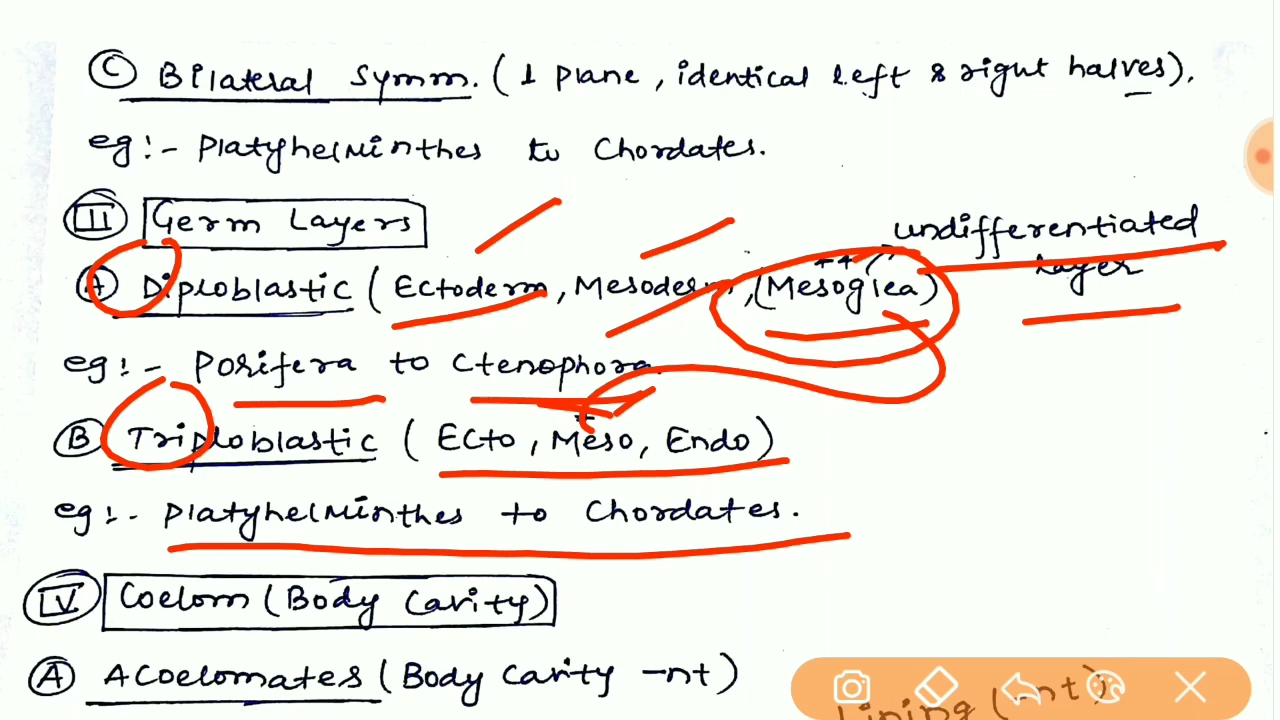 Ⓒ Bilateral Symm. (1 plane, identical left & right halves).
eg:- Platyhelminthes to Chordates.
III Germ Layers
Ⓐ Diploblastic (Ectoderm, Mesoderm, (Mesoglea) undifferentiated layer
eg:- Porifera to Ctenophora.
Ⓑ Triploblastic (Ecto, Meso, Endo)
eg:- Platyhelminthes to Chordates.
IV Coelom (Body Cavity)
Ⓐ Acoelomates (Body Cavity -nt)
Lining (-nt)